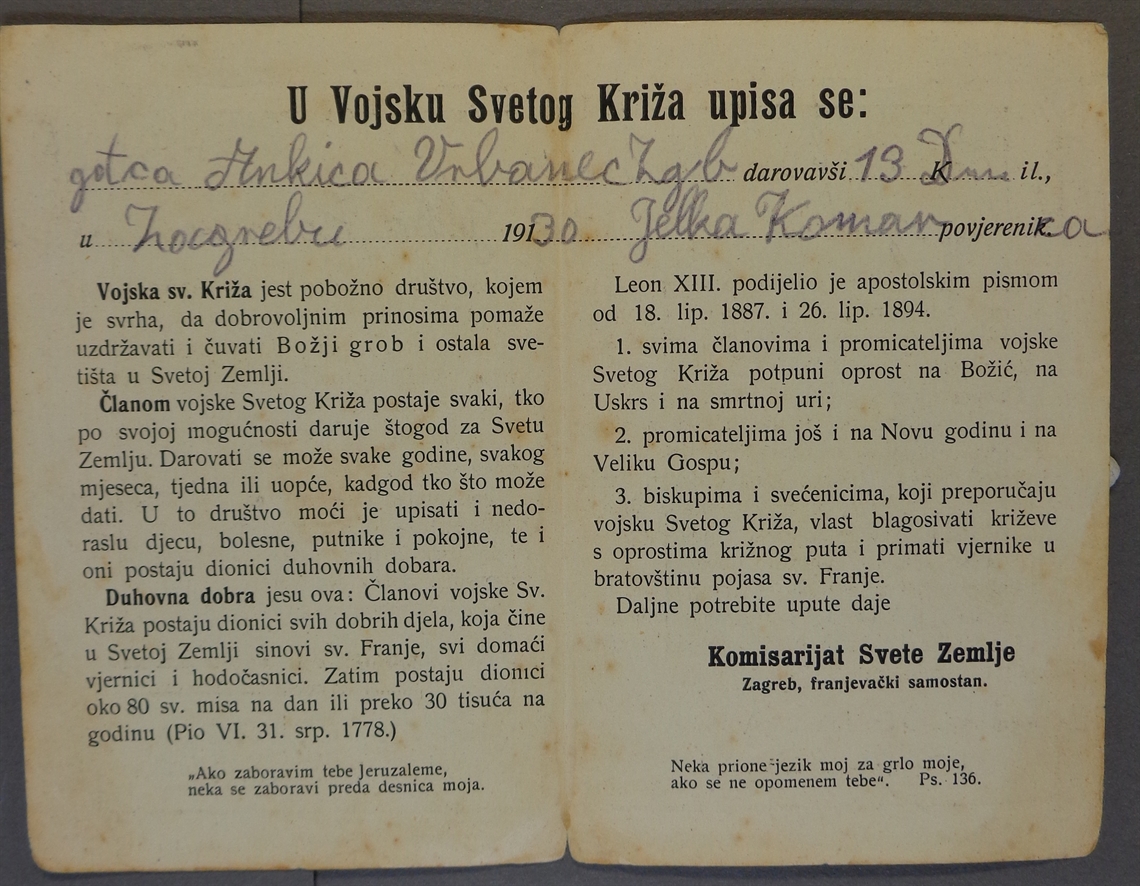 U Vojsku Svetog Križa upisa se:
gđca Ankica Vrbanec Zgb darovavši 13 K Din il.,
u Zagrebu 191 30 Jelka Komar povjerenik ca
Vojska sv. Križa jest pobožno društvo, kojem
je svrha, da dobrovoljnim prinosima pomaže
uzdržavati i čuvati Božji grob i ostala sve-
tišta u Svetoj Zemlji.
Članom vojske Svetog Križa postaje svaki, tko
po svojoj mogućnosti daruje štogod za Svetu
Zemlju. Darovati se može svake godine, svakog
mjeseca, tjedna ili uopće, kadgod tko što može
dati. U to društvo moći je upisati i nedo-
raslu djecu, bolesne, putnike i pokojne, te i
oni postaju dionici duhovnih dobara.
Duhovna dobra jesu ova: Članovi vojske Sv.
Križa postaju dionici svih dobrih djela, koja čine
u Svetoj Zemlji sinovi sv. Franje, svi domaći
vjernici i hodočasnici. Zatim postaju dionici
oko 80 sv. misa na dan ili preko 30 tisuća na
godinu (Pio VI. 31. srp. 1778.)
„Ako zaboravim tebe Jeruzaleme,
neka se zaboravi preda desnica moja.
Leon XIII. podijelio je apostolskim pismom
od 18. lip. 1887. i 26. lip. 1894.
1. svima članovima i promicateljima vojske
Svetog Križa potpuni oprost na Božić, na
Uskrs i na smrtnoj uri;
2. promicateljima još i na Novu godinu i na
Veliku Gospu;
3. biskupima i svećenicima, koji preporučaju
vojsku Svetog Križa, vlast blagosivati križeve
s oprostima križnog puta i primati vjernike u
bratovštinu pojasa sv. Franje.
Daljne potrebite upute daje
Komisarijat Svete Zemlje
Zagreb, franjevački samostan.
Neka prione jezik moj za grlo moje,
ako se ne opomenem tebe“. Ps. 136.